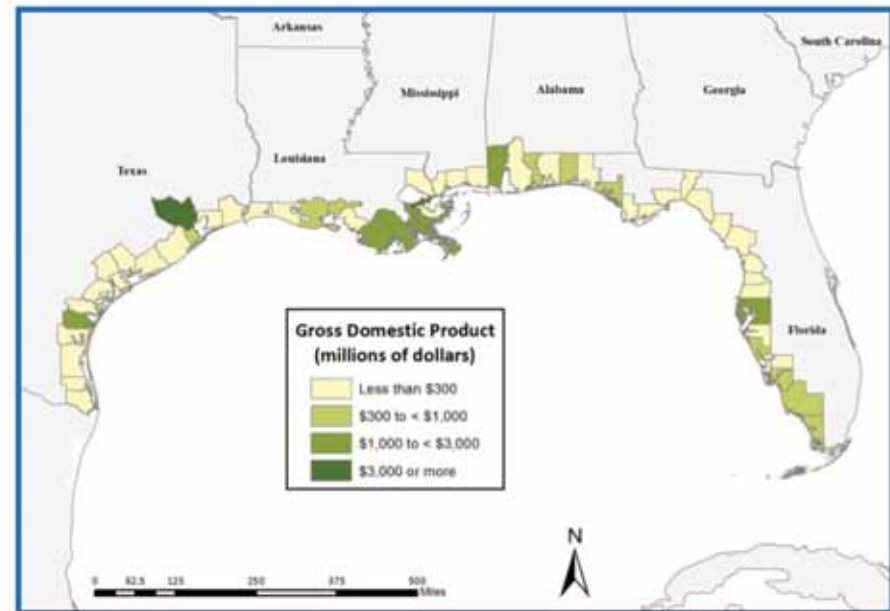 Arkansas
South Carolina
Mississippi
Alabama
Georgia
Louisiana
Texas
Florida
Gross Domestic Product
(millions of dollars)
Less than $300
$300 to < $1,000
$1,000 to < $3,000
$3,000 or more
N
0 62.5 125 250 375 500
Miles